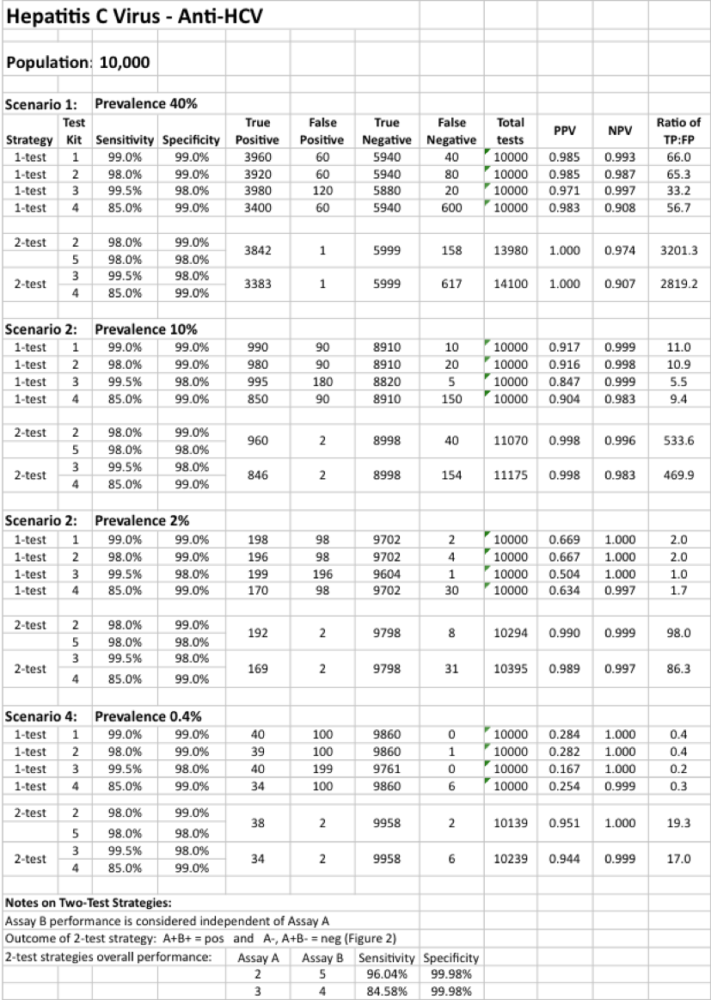 Hepatitis C Virus - Anti-HCV
Population: 10,000
Scenario 1: Prevalence 40%
Strategy Test Kit Sensitivity Specificity True Positive False Positive True Negative False Negative Total tests PPV NPV Ratio of TP:FP
1-test 1 99.0% 99.0% 3960 60 5940 40 10000 0.985 0.993 66.0
1-test 2 98.0% 99.0% 3920 60 5940 80 10000 0.985 0.987 65.3
1-test 3 99.5% 98.0% 3980 120 5880 20 10000 0.971 0.997 33.2
1-test 4 85.0% 99.0% 3400 60 5940 600 10000 0.983 0.908 56.7
2-test 2 98.0% 99.0% 3842 1 5999 158 13980 1.000 0.974 3201.3
5 98.0% 98.0%
2-test 3 99.5% 98.0% 3383 1 5999 617 14100 1.000 0.907 2819.2
4 85.0% 99.0%
Scenario 2: Prevalence 10%
1-test 1 99.0% 99.0% 990 90 8910 10 10000 0.917 0.999 11.0
1-test 2 98.0% 99.0% 980 90 8910 20 10000 0.916 0.998 10.9
1-test 3 99.5% 98.0% 995 180 8820 5 10000 0.847 0.999 5.5
1-test 4 85.0% 99.0% 850 90 8910 150 10000 0.904 0.983 9.4
2-test 2 98.0% 99.0% 960 2 8998 40 11070 0.998 0.996 533.6
5 98.0% 98.0%
2-test 3 99.5% 98.0% 846 2 8998 154 11175 0.998 0.983 469.9
4 85.0% 99.0%
Scenario 2: Prevalence 2%
1-test 1 99.0% 99.0% 198 98 9702 2 10000 0.669 1.000 2.0
1-test 2 98.0% 99.0% 196 98 9702 4 10000 0.667 1.000 2.0
1-test 3 99.5% 98.0% 199 196 9604 1 10000 0.504 1.000 1.0
1-test 4 85.0% 99.0% 170 98 9702 30 10000 0.634 0.997 1.7
2-test 2 98.0% 99.0% 192 2 9798 8 10294 0.990 0.999 98.0
5 98.0% 98.0%
2-test 3 99.5% 98.0% 169 2 9798 31 10395 0.989 0.997 86.3
4 85.0% 99.0%
Scenario 4: Prevalence 0.4%
1-test 1 99.0% 99.0% 40 100 9860 0 10000 0.284 1.000 0.4
1-test 2 98.0% 99.0% 39 100 9860 1 10000 0.282 1.000 0.4
1-test 3 99.5% 98.0% 40 199 9761 0 10000 0.167 1.000 0.2
1-test 4 85.0% 99.0% 34 100 9860 6 10000 0.254 0.999 0.3
2-test 2 98.0% 99.0% 38 2 9958 2 10139 0.951 1.000 19.3
5 98.0% 98.0%
2-test 3 99.5% 98.0% 34 2 9958 6 10239 0.944 0.999 17.0
4 85.0% 99.0%
Notes on Two-Test Strategies:
Assay B performance is considered independent of Assay A
Outcome of 2-test strategy: A+B+ = pos and A-, A+B- = neg (Figure 2)
2-test strategies overall performance: Assay A Assay B Sensitivity Specificity
2 5 96.04% 99.98%
3 4 84.58% 99.98%